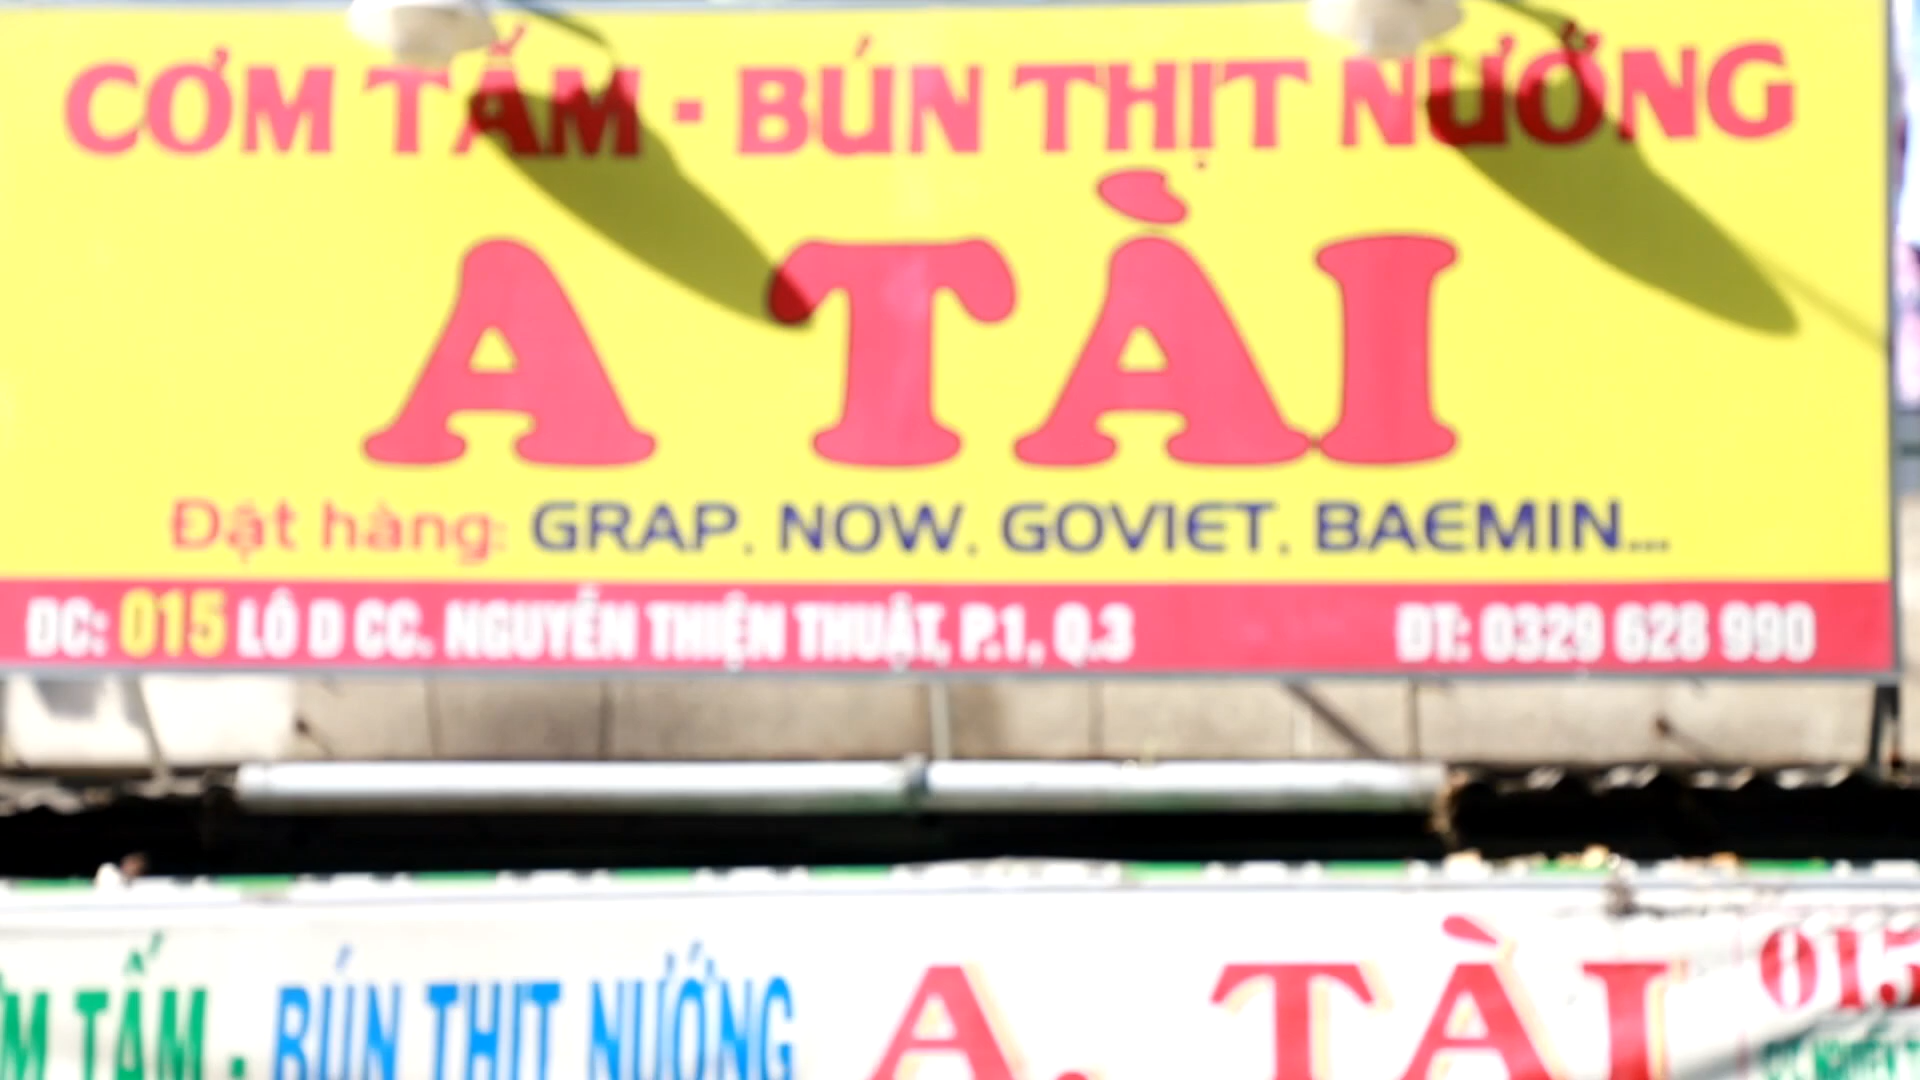 CƠM TẤM - BÚN THỊT NƯỚNG
A TÀI
Đặt hàng: GRAP. NOW. GOVIET. BAEMIN...
ĐC: 015 LÔ D CC. NGUYỄN THIỆN THUẬT, P.1, Q.3 ĐT: 0329 628 990
TẤM - BÚN THỊT NƯỚNG A. TÀI 015